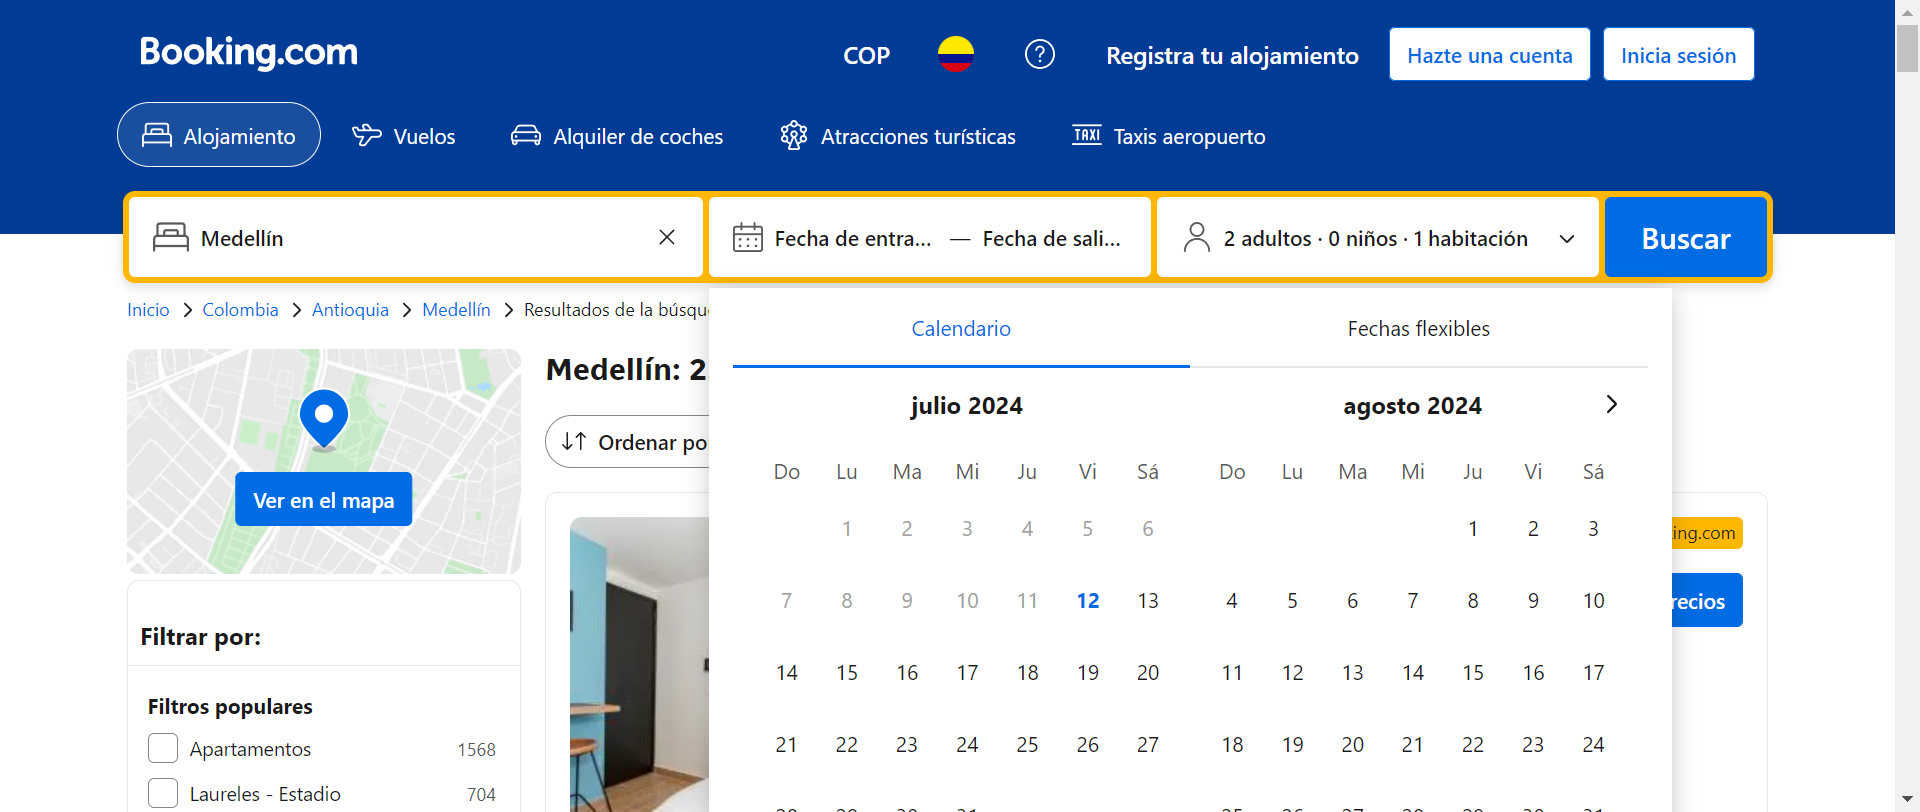 Booking.com
COP
Registra tu alojamiento
Hazte una cuenta
Inicia sesión
Alojamiento
Vuelos
Alquiler de coches
Atracciones turísticas
TAXI Taxis aeropuerto
Medellín
Fecha de entra... — Fecha de sali...
2 adultos · 0 niños · 1 habitación
Buscar
Inicio > Colombia > Antioquia > Medellín > Resultados de la búsqu
Calendario
Fechas flexibles
Medellín: 2
julio 2024
agosto 2024
Ordenar po
Ver en el mapa
Do Lu Ma Mi Ju Vi Sá
1 2 3 4 5 6
7 8 9 10 11 12 13
14 15 16 17 18 19 20
21 22 23 24 25 26 27
Do Lu Ma Mi Ju Vi Sá
1 2 3
4 5 6 7 8 9 10
11 12 13 14 15 16 17
18 19 20 21 22 23 24
ing.com
recios
Filtrar por:
Filtros populares
Apartamentos 1568
Laureles - Estadio 704